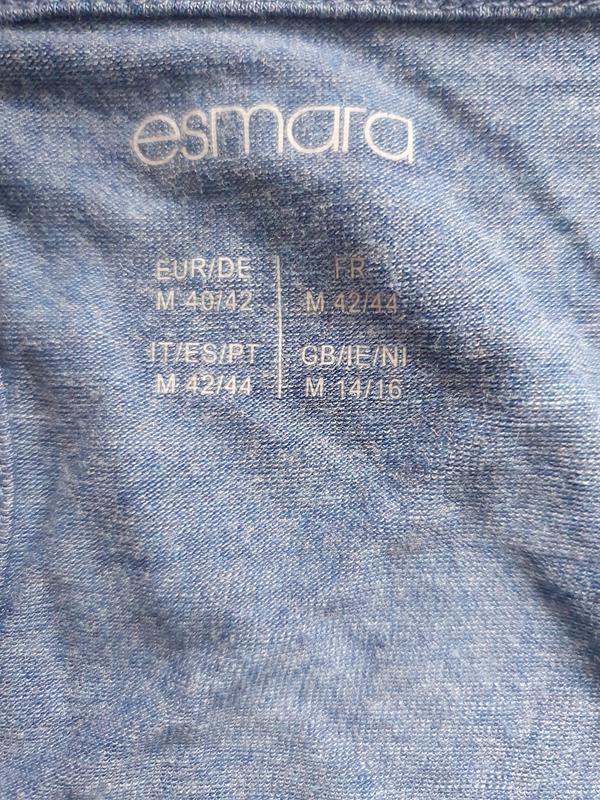 esmara
EUR/DE | FR
M 40/42 | M 42/44
IT/ES/PT | GB/IE/NI
M 42/44 | M 14/16